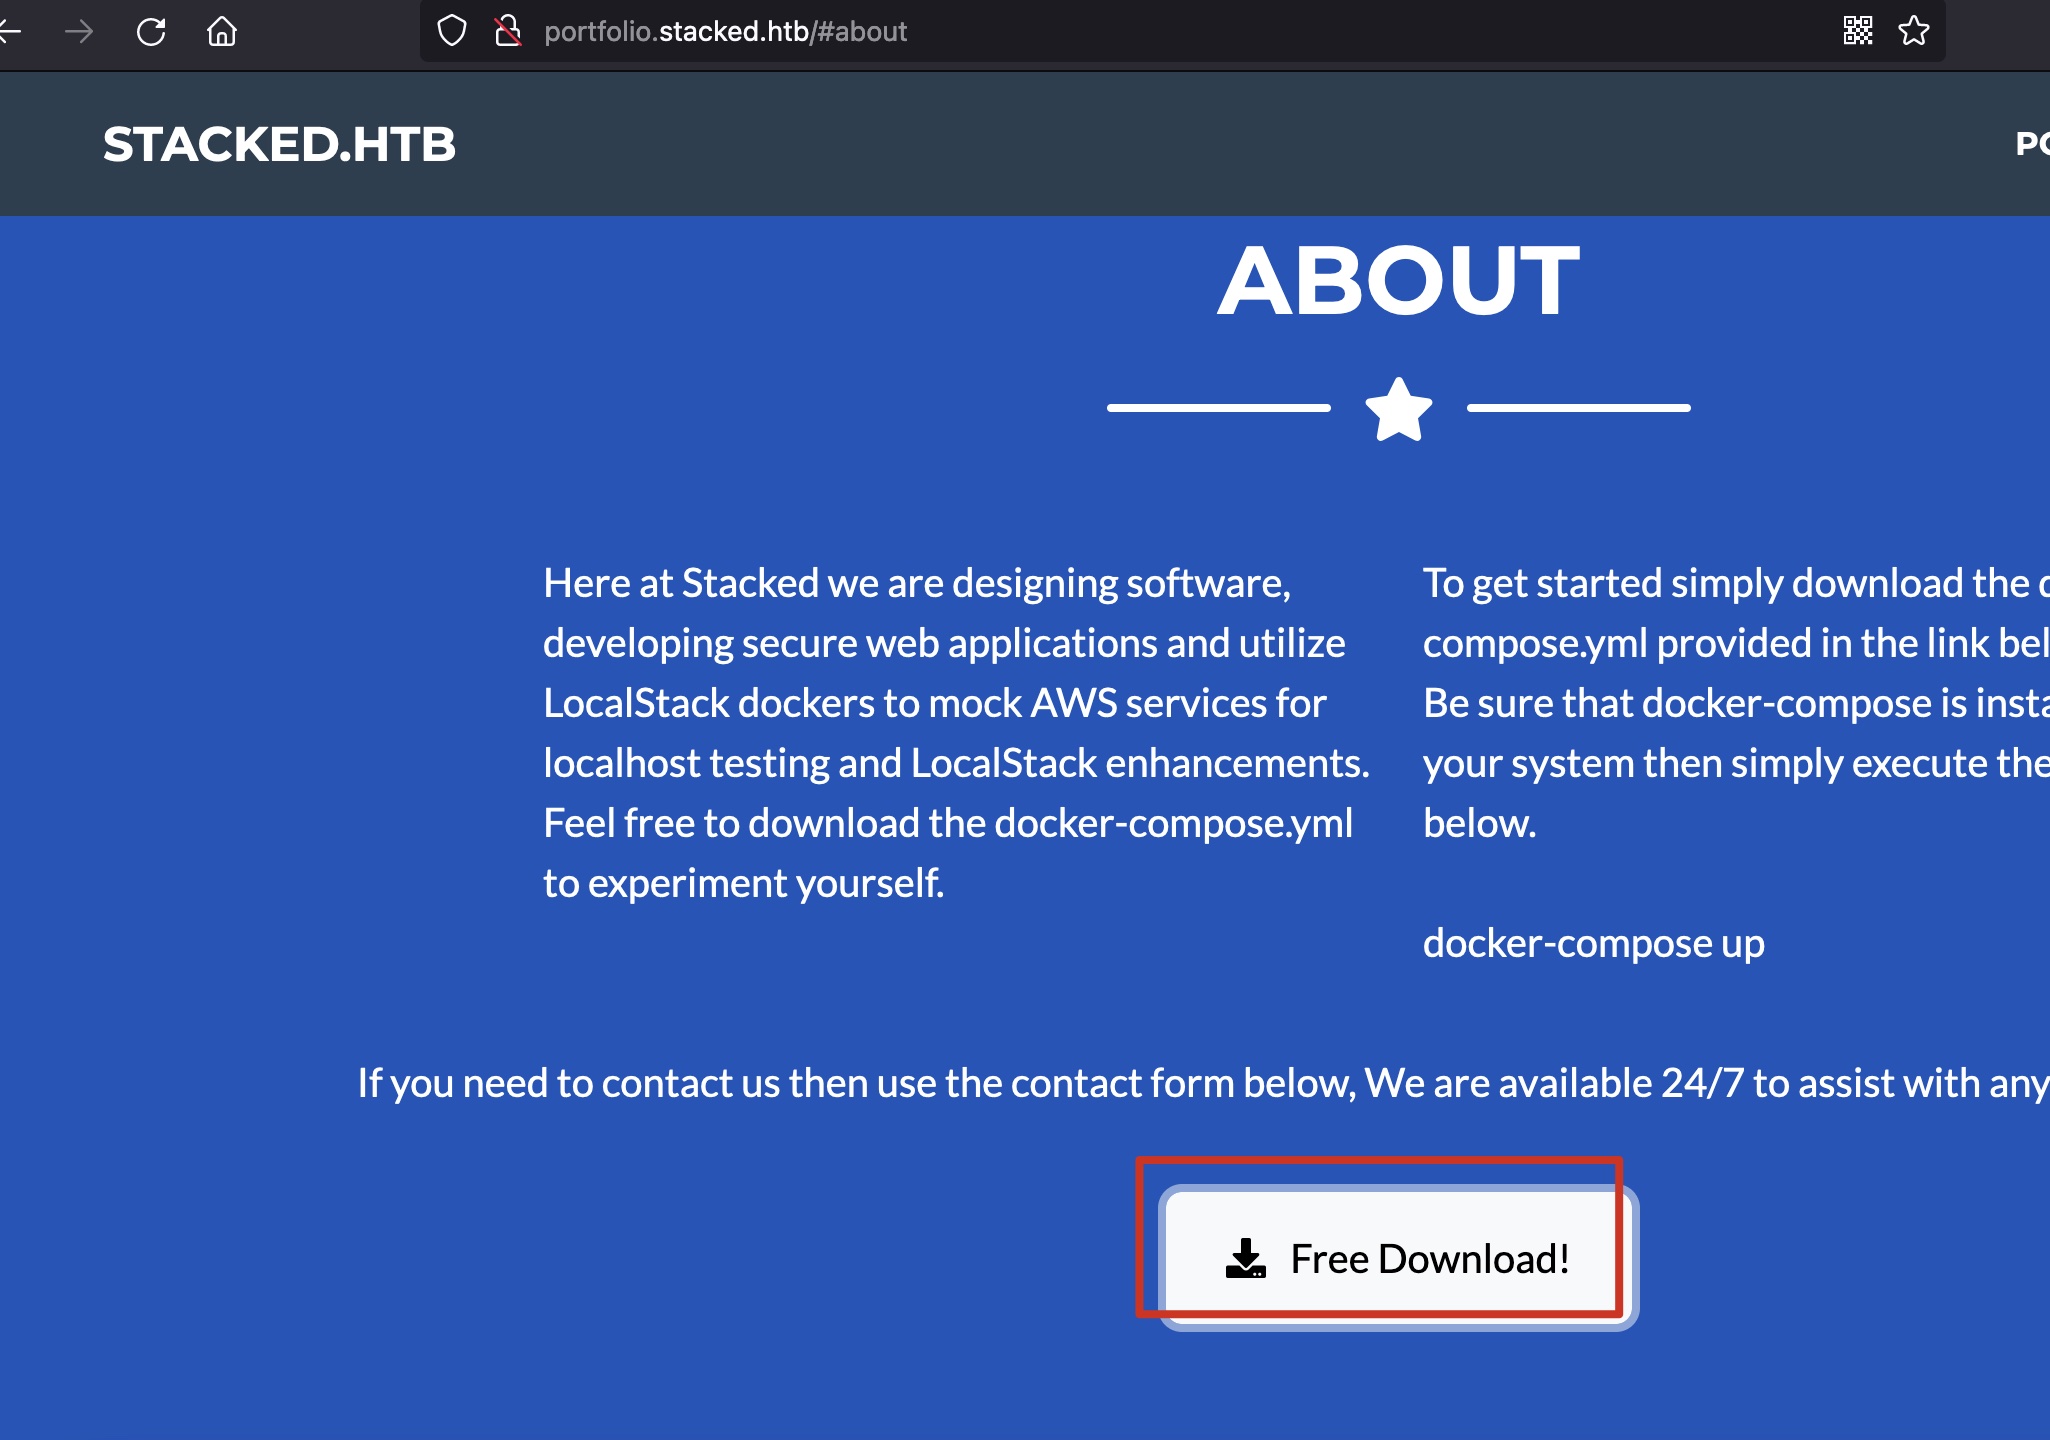 portfolio.stacked.htb/#about
STACKED.HTB
ABOUT
Here at Stacked we are designing software,
developing secure web applications and utilize
LocalStack dockers to mock AWS services for
localhost testing and LocalStack enhancements.
Feel free to download the docker-compose.yml
to experiment yourself.
To get started simply download the
compose.yml provided in the link
Be sure that docker-compose is
your system then simply execute the
below.
docker-compose up
If you need to contact us then use the contact form below, We are available 24/7 to assist with any
Free Download!